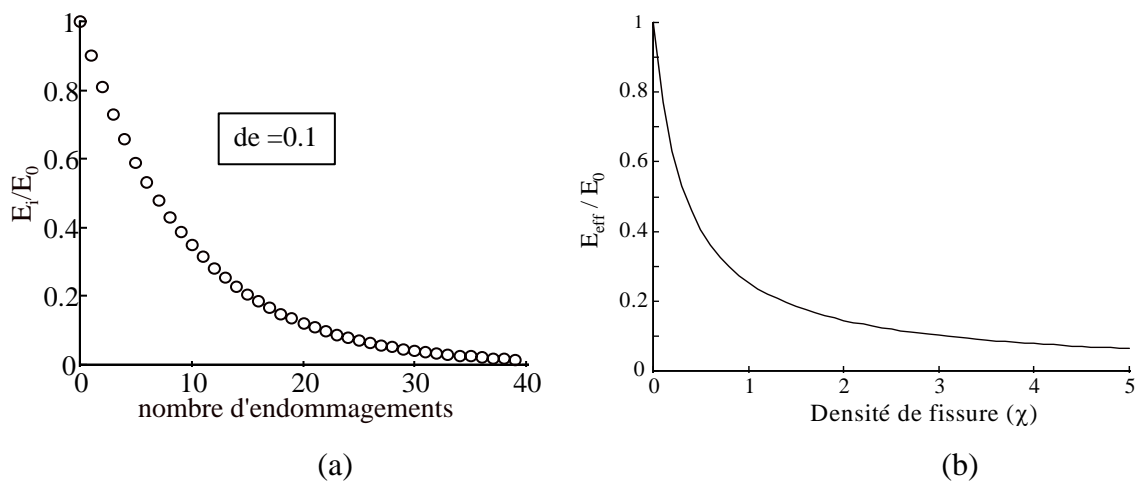 1
0.8
0.6
0.4
0.2
0
E_i/E_0
de =0.1
0 10 20 30 40
nombre d'endommagements
(a)
1
0.8
0.6
0.4
0.2
0
E_eff / E_0
0 1 2 3 4 5
Densité de fissure (χ)
(b)